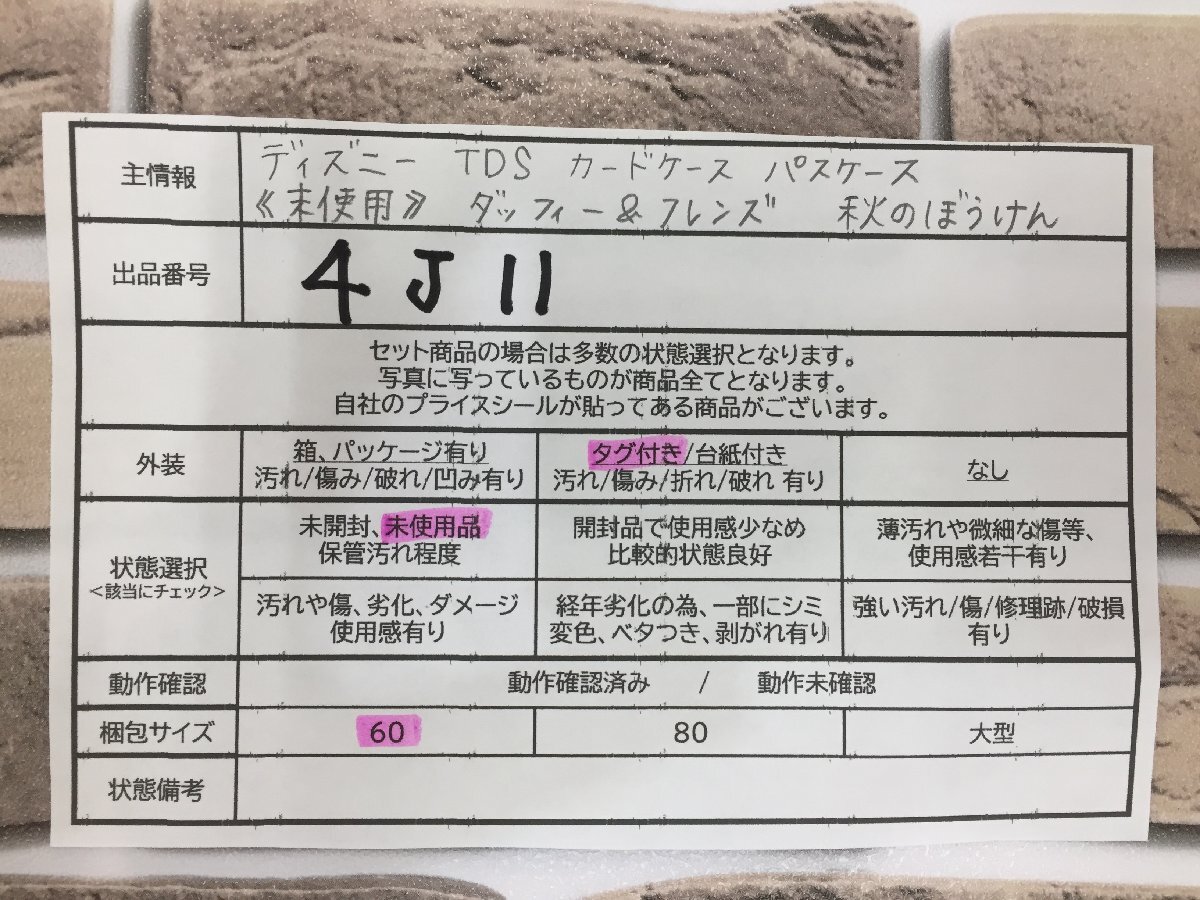 主情報
ディズニー TDS カードケース パスケース
《未使用》 ダッフィー&フレンズ 秋のぼうけん
出品番号
4J11
セット商品の場合は多数の状態選択となります。
写真に写っているものが商品全てとなります。
自社のプライスシールが貼ってある商品がございます。
外装
箱、パッケージ有り
汚れ/傷み/破れ/凹み有り
タグ付き/台紙付き
汚れ/傷み/折れ/破れ 有り
なし
状態選択
<該当にチェック>
未開封、未使用品
保管汚れ程度
開封品で使用感少なめ
比較的状態良好
薄汚れや微細な傷等、
使用感若干有り
汚れや傷、劣化、ダメージ
使用感有り
経年劣化の為、一部にシミ
変色、ベタつき、剥がれ有り
強い汚れ/傷/修理跡/破損
有り
動作確認
動作確認済み / 動作未確認
梱包サイズ
60
80
大型
状態備考